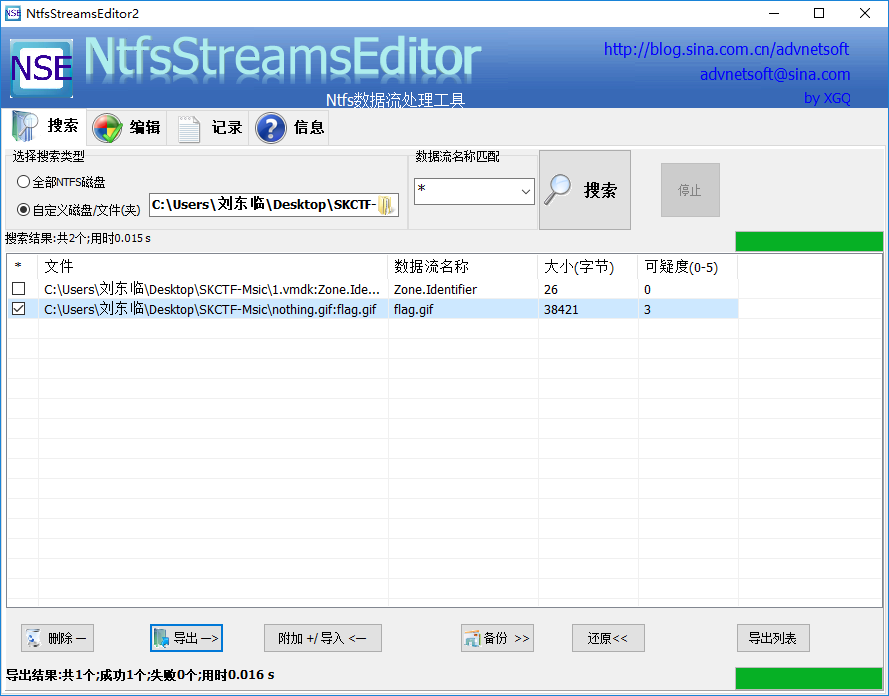 NSE NtfsStreamsEditor2
NSE NtfsStreamsEditor
http://blog.sina.com.cn/advnetsoft
advnetsoft@sina.com
Ntfs数据流处理工具
by XGQ
搜索 编辑 记录 ? 信息
选择搜索类型 数据流名称匹配
全部NTFS磁盘
自定义磁盘/文件(夹) C:\Users\刘东临\Desktop\SKCTF- * 搜索 停止
搜索结果:共2个;用时0.015 s
* 文件 数据流名称 大小(字节) 可疑度(0-5)
C:\Users\刘东临\Desktop\SKCTF-Msic\1.vmdk:Zone.Ide... Zone.Identifier 26 0
C:\Users\刘东临\Desktop\SKCTF-Msic\nothing.gif:flag.gif flag.gif 38421 3
删除 — 导出 —> 附加 +/ 导入 <— 备份 >> 还原<< 导出列表
导出结果:共1个;成功1个;失败0个;用时0.016 s